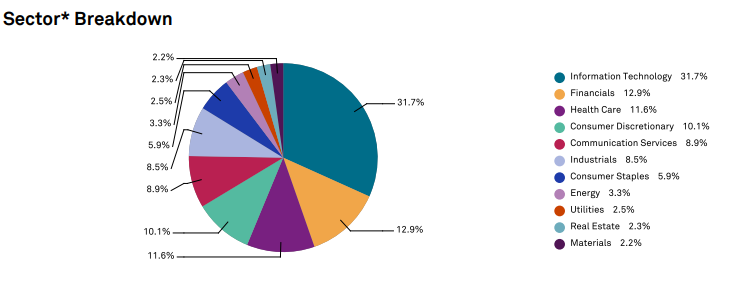 Sector* Breakdown
2.2%
2.3%
2.5%
3.3%
5.9%
8.5%
8.9%
10.1%
11.6%
31.7%
12.9%
Information Technology 31.7%
Financials 12.9%
Health Care 11.6%
Consumer Discretionary 10.1%
Communication Services 8.9%
Industrials 8.5%
Consumer Staples 5.9%
Energy 3.3%
Utilities 2.5%
Real Estate 2.3%
Materials 2.2%